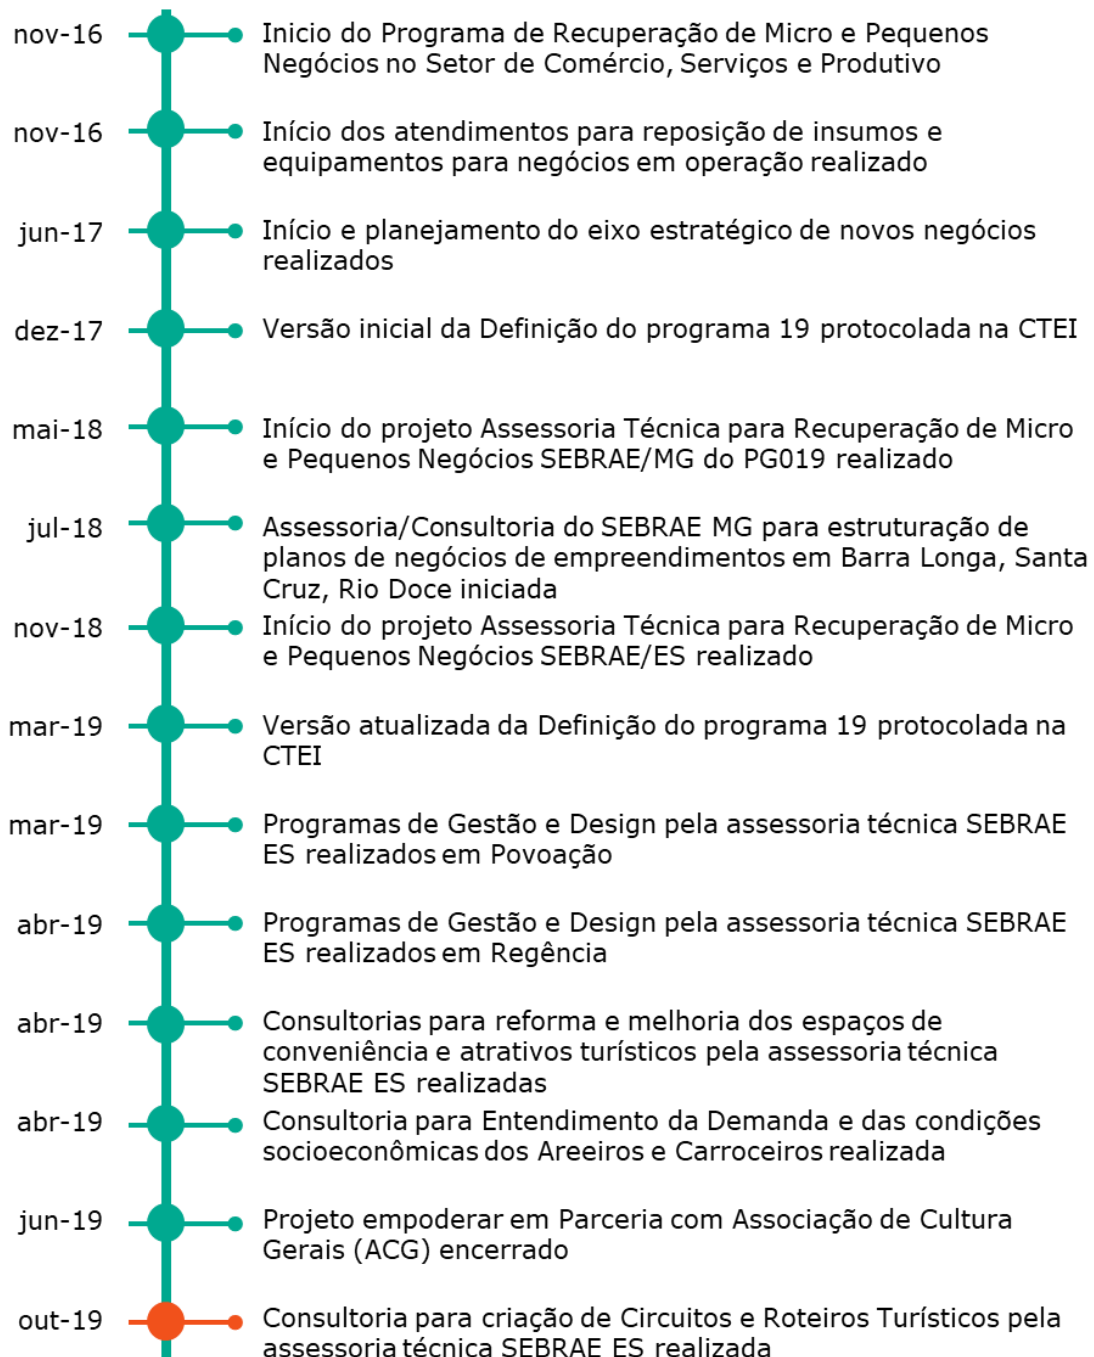 nov-16 Inicio do Programa de Recuperação de Micro e Pequenos
Negócios no Setor de Comércio, Serviços e Produtivo
nov-16 Início dos atendimentos para reposição de insumos e
equipamentos para negócios em operação realizado
jun-17 Início e planejamento do eixo estratégico de novos negócios
realizados
dez-17 Versão inicial da Definição do programa 19 protocolada na CTEI
mai-18 Início do projeto Assessoria Técnica para Recuperação de Micro
e Pequenos Negócios SEBRAE/MG do PG019 realizado
jul-18 Assessoria/Consultoria do SEBRAE MG para estruturação de
planos de negócios de empreendimentos em Barra Longa, Santa
Cruz, Rio Doce iniciada
nov-18 Início do projeto Assessoria Técnica para Recuperação de Micro
e Pequenos Negócios SEBRAE/ES realizado
mar-19 Versão atualizada da Definição do programa 19 protocolada na
CTEI
mar-19 Programas de Gestão e Design pela assessoria técnica SEBRAE
ES realizados em Povoação
abr-19 Programas de Gestão e Design pela assessoria técnica SEBRAE
ES realizados em Regência
abr-19 Consultorias para reforma e melhoria dos espaços de
conveniência e atrativos turísticos pela assessoria técnica
SEBRAE ES realizadas
abr-19 Consultoria para Entendimento da Demanda e das condições
socioeconômicas dos Areeiros e Carroceiros realizada
jun-19 Projeto empoderar em Parceria com Associação de Cultura
Gerais (ACG) encerrado
out-19 Consultoria para criação de Circuitos e Roteiros Turísticos pela
assessoria técnica SEBRAE ES realizada